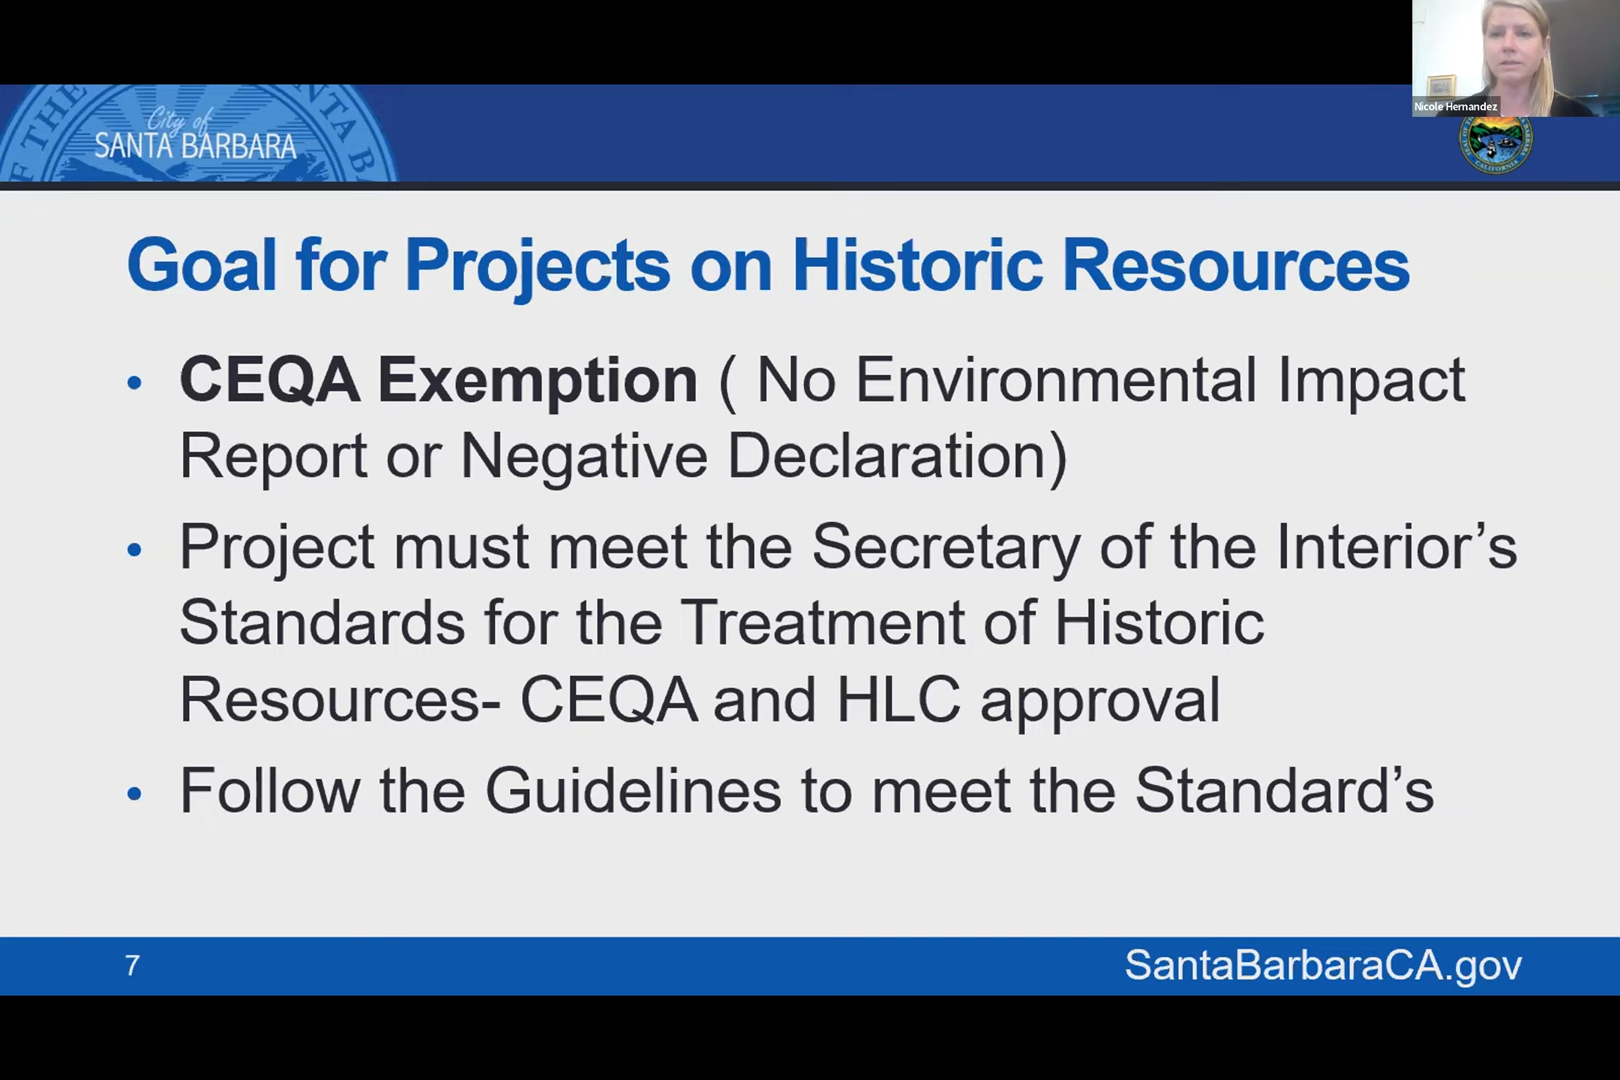 Nicole Hernandez
City of
SANTA BARBARA
Goal for Projects on Historic Resources
• CEQA Exemption ( No Environmental Impact
Report or Negative Declaration)
• Project must meet the Secretary of the Interior’s
Standards for the Treatment of Historic
Resources- CEQA and HLC approval
• Follow the Guidelines to meet the Standard’s
7
SantaBarbaraCA.gov